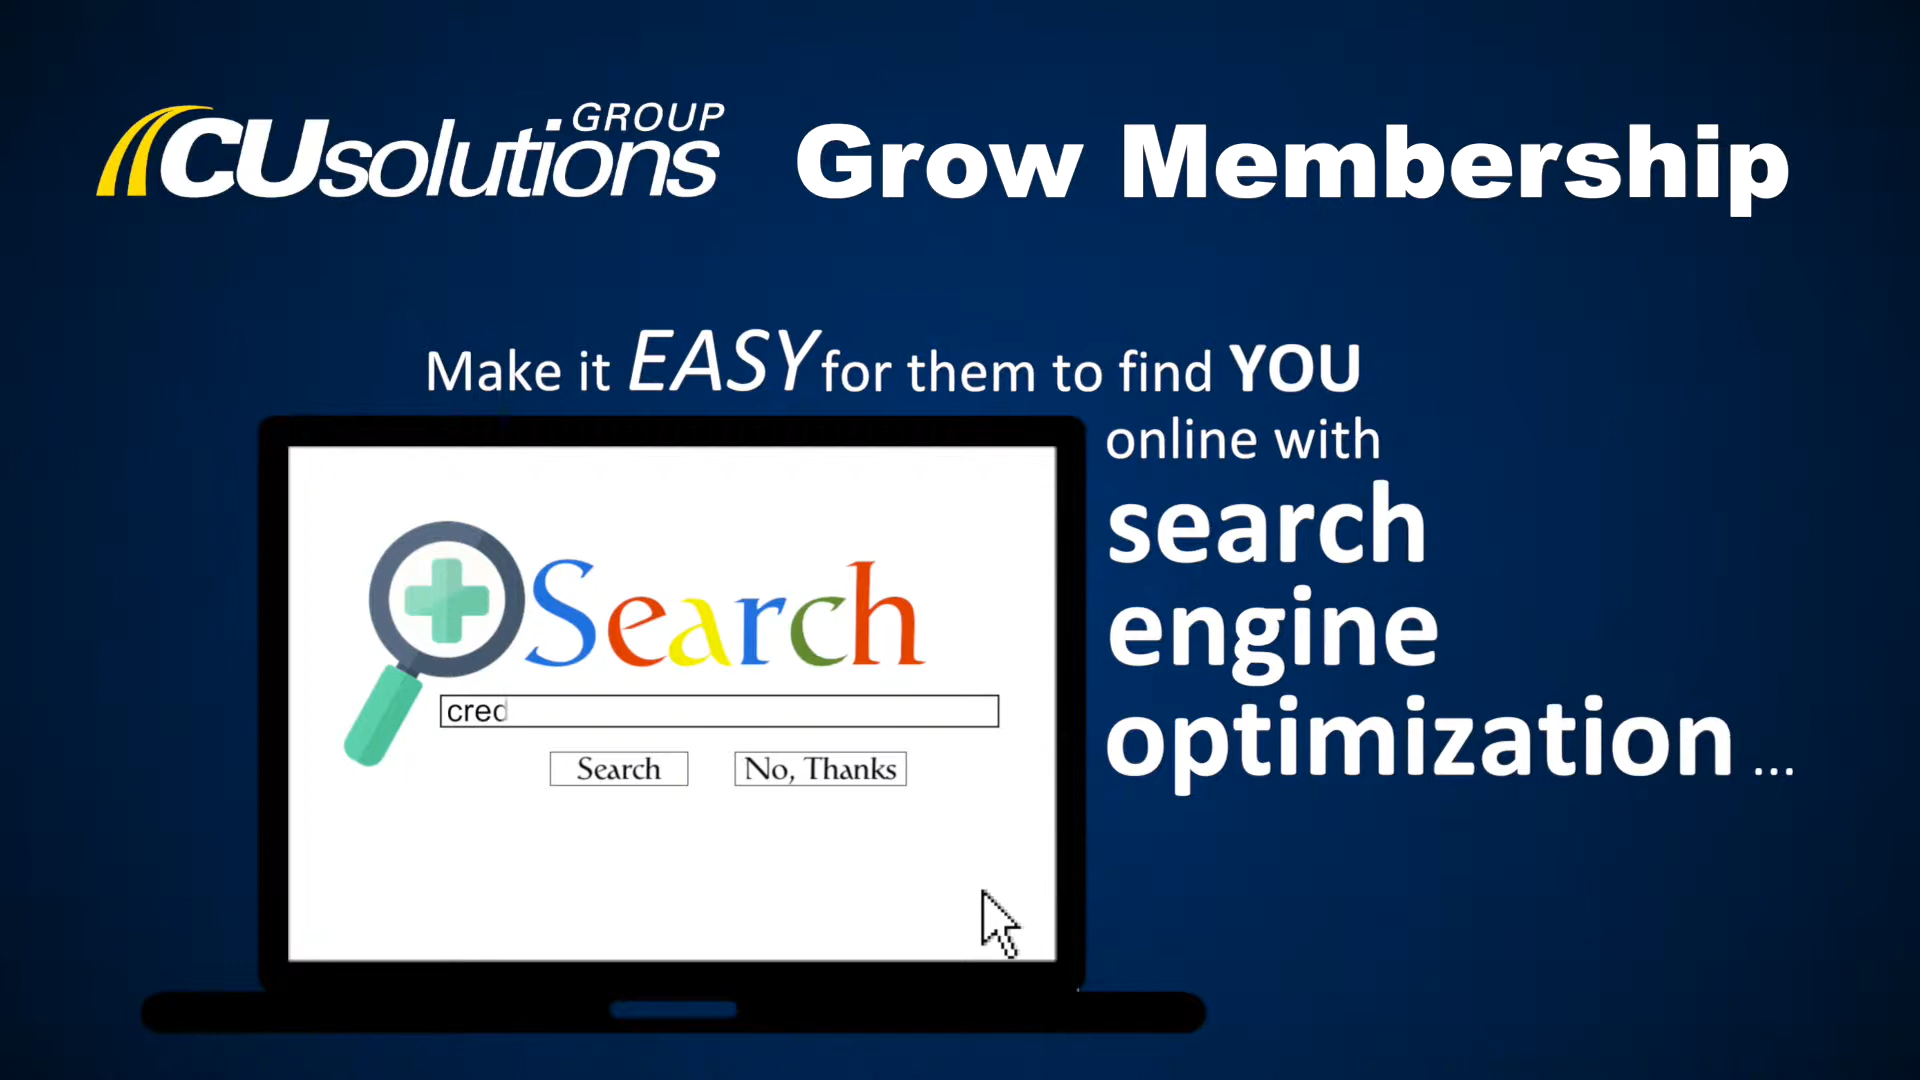 CUsolutions GROUP
Grow Membership
Make it EASY for them to find YOU
online with
search
engine
optimization ...
Search
cred
Search
No, Thanks